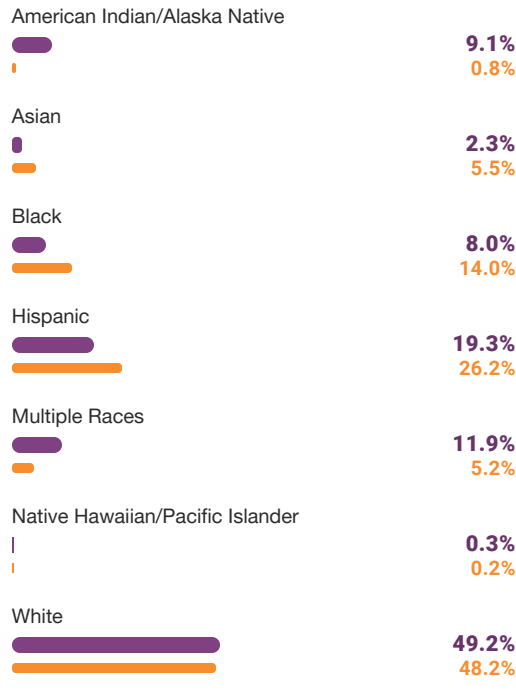 American Indian/Alaska Native
9.1%
0.8%
Asian
2.3%
5.5%
Black
8.0%
14.0%
Hispanic
19.3%
26.2%
Multiple Races
11.9%
5.2%
Native Hawaiian/Pacific Islander
0.3%
0.2%
White
49.2%
48.2%